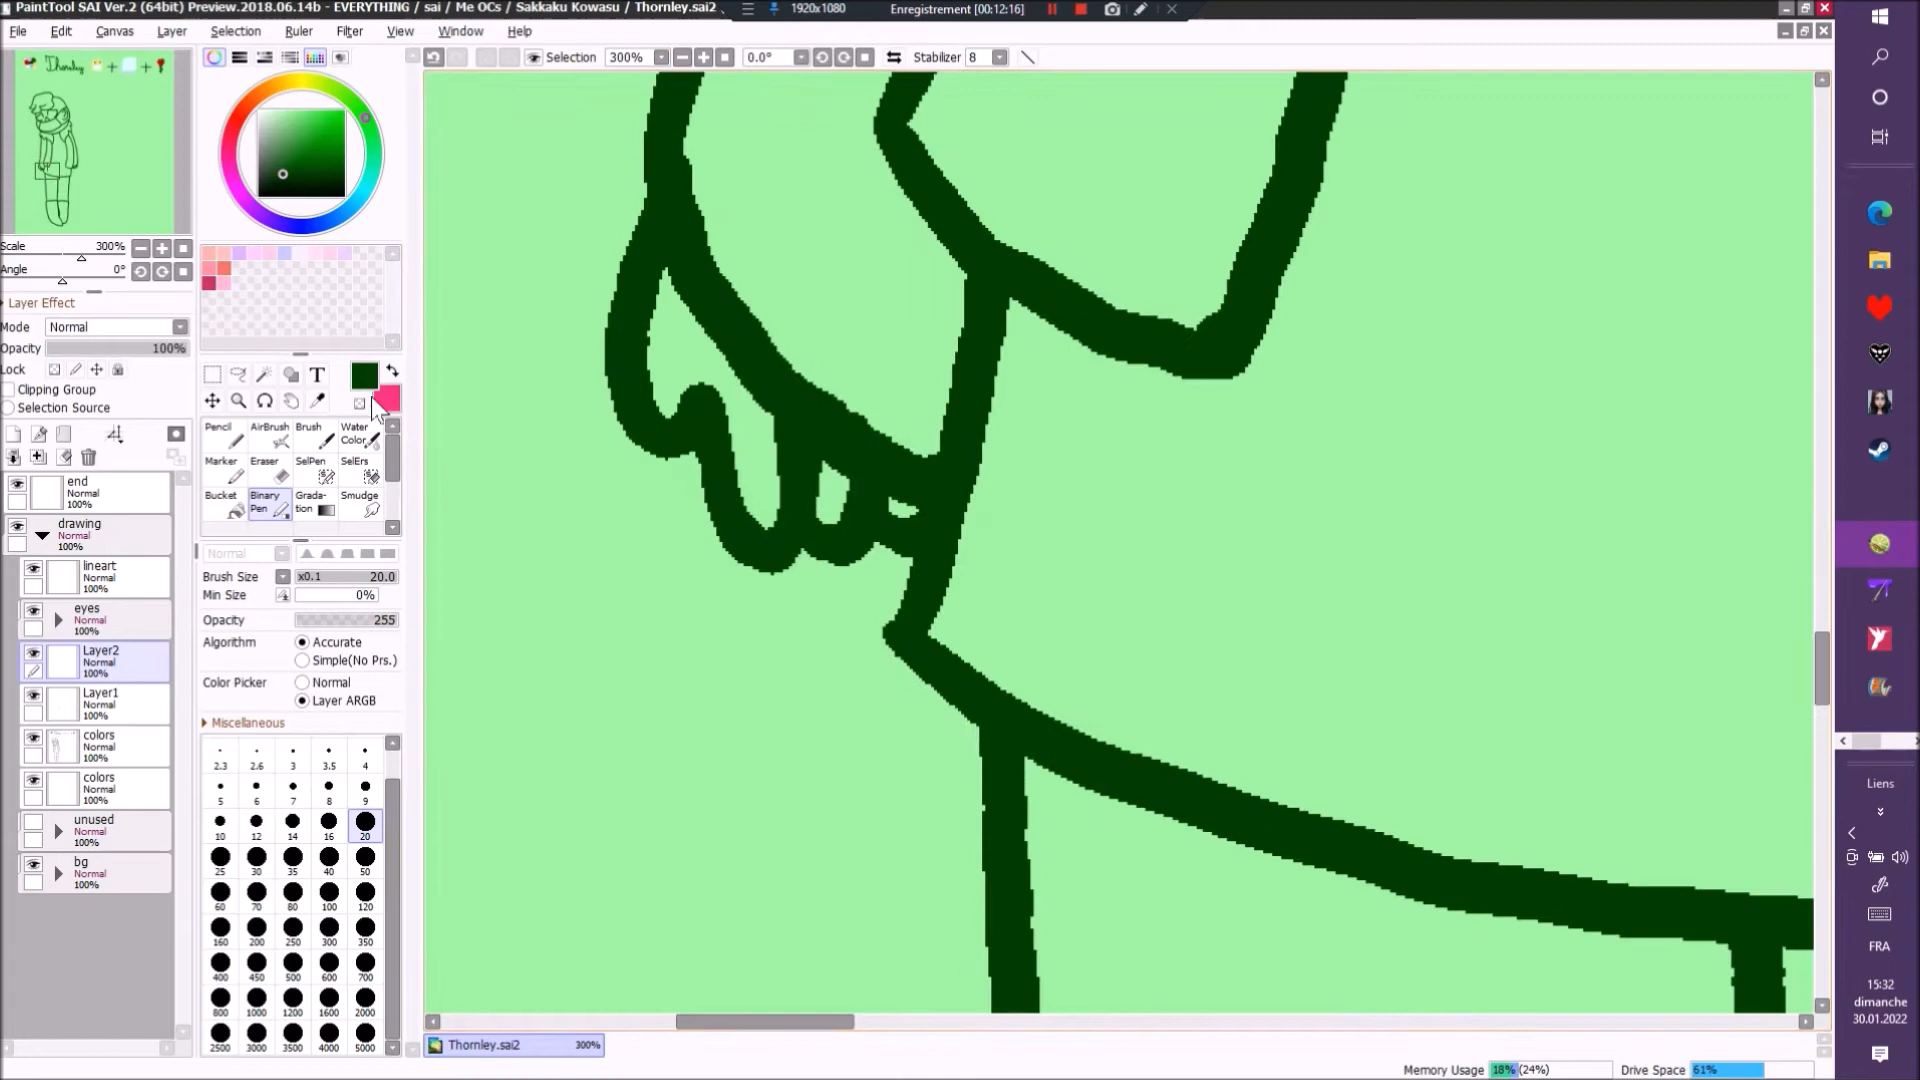 PaintTool SAI Ver.2 (64bit) Preview.2018.06.14b - EVERYTHING / sai / Me OCs / Sakkaku Kowasu / Thornley.sai2
1920x1080
Enregistrement [00:12:16]
File Edit Canvas Layer Selection Ruler Filter View Window Help
Selection 300% 0.0° Stabilizer 8
Thornley + +
Scale 300%
Angle 0°
Layer Effect
Mode Normal
Opacity 100%
Lock
Clipping Group
Selection Source
T
Pencil AirBrush Brush Water Color
Marker Eraser SelPen SelErs
Bucket Binary Pen Grada-tion Smudge
end
Normal
100%
drawing
Normal
100%
lineart
Normal
100%
eyes
Normal
100%
Layer2
Normal
100%
Layer1
Normal
100%
colors
Normal
100%
colors
Normal
100%
unused
Normal
100%
bg
Normal
100%
Normal
Brush Size x0.1 20.0
Min Size 0%
Opacity 255
Algorithm Accurate
Simple(No Prs.)
Color Picker Normal
Layer ARGB
Miscellaneous
2.3 2.6 3 3.5 4
5 6 7 8 9
10 12 14 16 20
25 30 35 40 50
60 70 80 100 120
160 200 250 300 350
400 450 500 600 700
800 1000 1200 1600 2000
2500 3000 3500 4000 5000
Thornley.sai2 300%
Memory Usage 18% (24%) Drive Space 61%
Liens
FRA
15:32
dimanche
30.01.2022